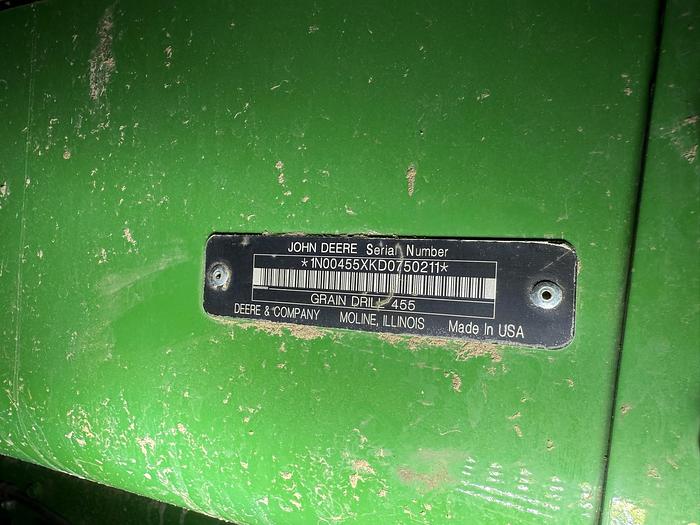 JOHN DEERE Serial Number
*1N00455XKD0750211*
GRAIN DRILL 455
DEERE & COMPANY MOLINE, ILLINOIS Made In USA